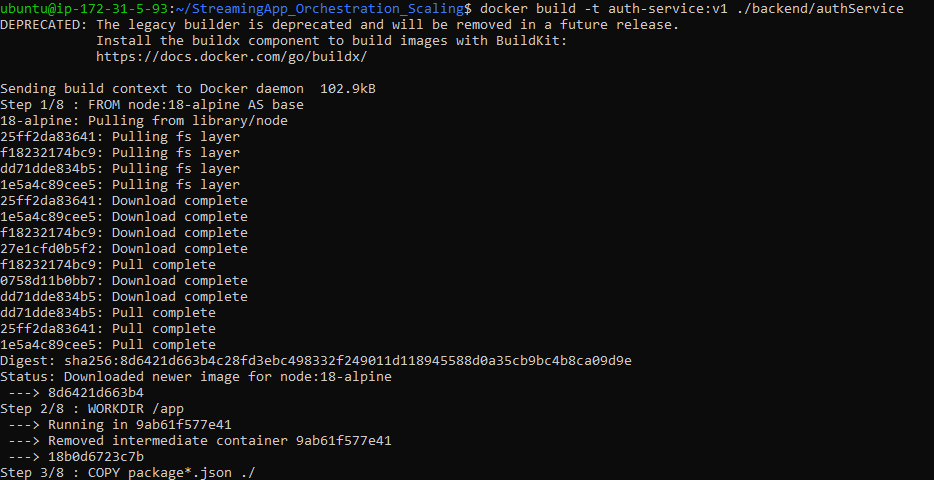 ubuntu@ip-172-31-5-93:~/StreamingApp_Orchestration_Scaling$ docker build -t auth-service:v1 ./backend/authService
DEPRECATED: The legacy builder is deprecated and will be removed in a future release.
            Install the buildx component to build images with BuildKit:
            https://docs.docker.com/go/buildx/

Sending build context to Docker daemon  102.9kB
Step 1/8 : FROM node:18-alpine AS base
18-alpine: Pulling from library/node
25ff2da83641: Pulling fs layer
f18232174bc9: Pulling fs layer
dd71dde834b5: Pulling fs layer
1e5a4c89cee5: Pulling fs layer
25ff2da83641: Download complete
1e5a4c89cee5: Download complete
f18232174bc9: Download complete
27e1cfd0b5f2: Download complete
f18232174bc9: Pull complete
0758d11b0bb7: Download complete
dd71dde834b5: Download complete
dd71dde834b5: Pull complete
25ff2da83641: Pull complete
1e5a4c89cee5: Pull complete
Digest: sha256:8d6421d663b4c28fd3ebc498332f249011d118945588d0a35cb9bc4b8ca09d9e
Status: Downloaded newer image for node:18-alpine
 ---> 8d6421d663b4
Step 2/8 : WORKDIR /app
 ---> Running in 9ab61f577e41
 ---> Removed intermediate container 9ab61f577e41
 ---> 18b0d6723c7b
Step 3/8 : COPY package*.json ./